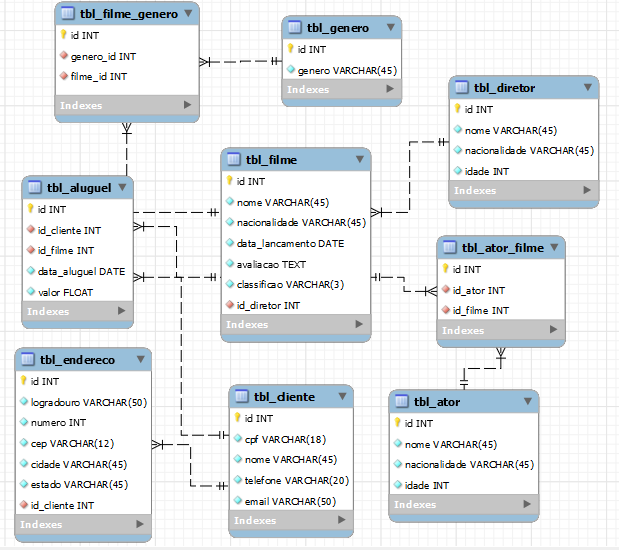 tbl_filme_genero
id INT
genero_id INT
filme_id INT
Indexes
tbl_genero
id INT
genero VARCHAR(45)
Indexes
tbl_diretor
id INT
nome VARCHAR(45)
nacionalidade VARCHAR(45)
idade INT
Indexes
tbl_aluguel
id INT
id_cliente INT
id_filme INT
data_aluguel DATE
valor FLOAT
Indexes
tbl_filme
id INT
nome VARCHAR(45)
nacionalidade VARCHAR(45)
data_lancamento DATE
avaliacao TEXT
classificao VARCHAR(3)
id_diretor INT
Indexes
tbl_ator_filme
id INT
id_ator INT
id_filme INT
Indexes
tbl_endereco
id INT
logradouro VARCHAR(50)
numero INT
cep VARCHAR(12)
cidade VARCHAR(45)
estado VARCHAR(45)
id_cliente INT
Indexes
tbl_cliente
id INT
cpf VARCHAR(18)
nome VARCHAR(45)
telefone VARCHAR(20)
email VARCHAR(50)
Indexes
tbl_ator
id INT
nome VARCHAR(45)
nacionalidade VARCHAR(45)
idade INT
Indexes